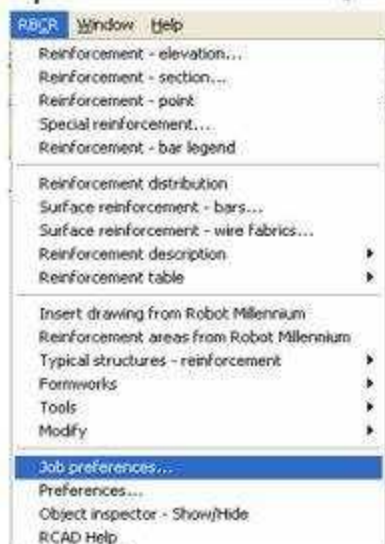 RBCR Window Help
Reinforcement - elevation...
Reinforcement - section...
Reinforcement - point
Special reinforcement...
Reinforcement - bar legend
Reinforcement distribution
Surface reinforcement - bars...
Surface reinforcement - wire fabrics...
Reinforcement description
Reinforcement table
Insert drawing from Robot Millennium
Reinforcement areas from Robot Millennium
Typical structures - reinforcement
Formworks
Tools
Modify
Job preferences...
Preferences...
Object inspector - Show/Hide
RCAD Help